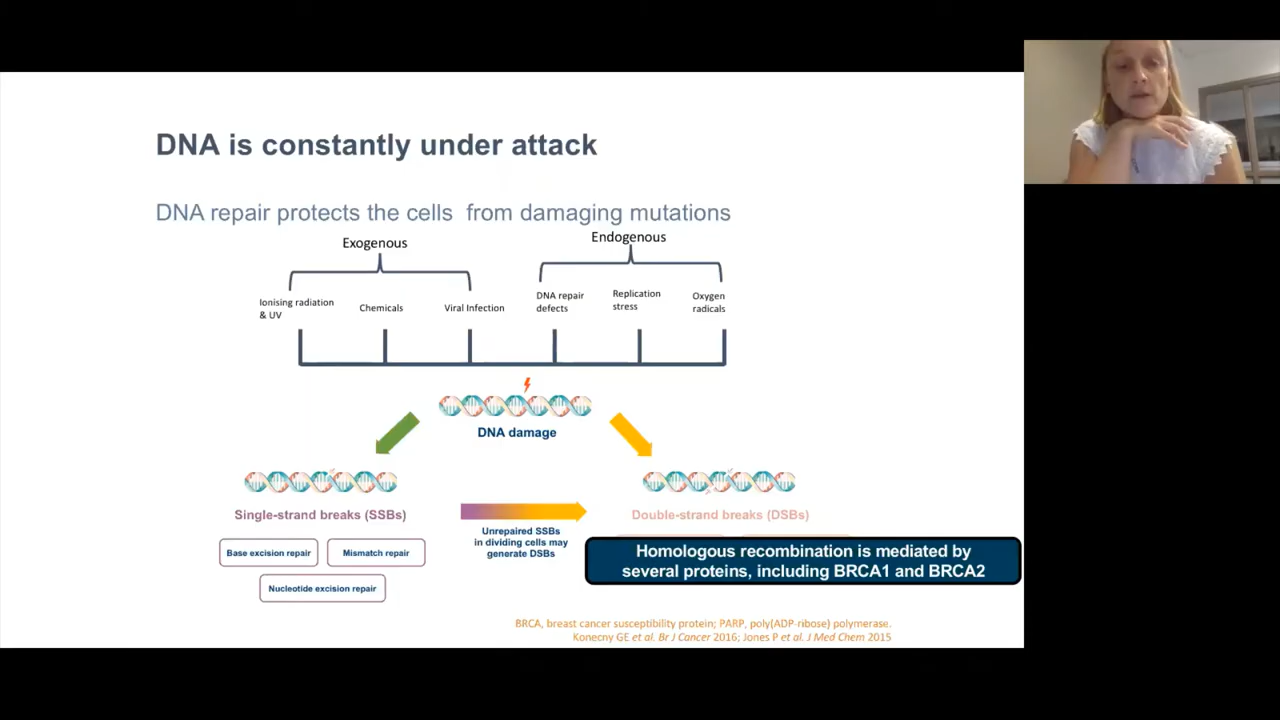 DNA is constantly under attack
DNA repair protects the cells from damaging mutations
Exogenous
Endogenous
Ionising radiation
& UV
Chemicals
Viral Infection
DNA repair
defects
Replication
stress
Oxygen
radicals
DNA damage
Single-strand breaks (SSBs)
Double-strand breaks (DSBs)
Unrepaired SSBs
in dividing cells may
generate DSBs
Base excision repair
Mismatch repair
Nucleotide excision repair
Homologous recombination is mediated by
several proteins, including BRCA1 and BRCA2
BRCA, breast cancer susceptibility protein; PARP, poly(ADP-ribose) polymerase.
Konecny GE et al. Br J Cancer 2016; Jones P et al. J Med Chem 2015